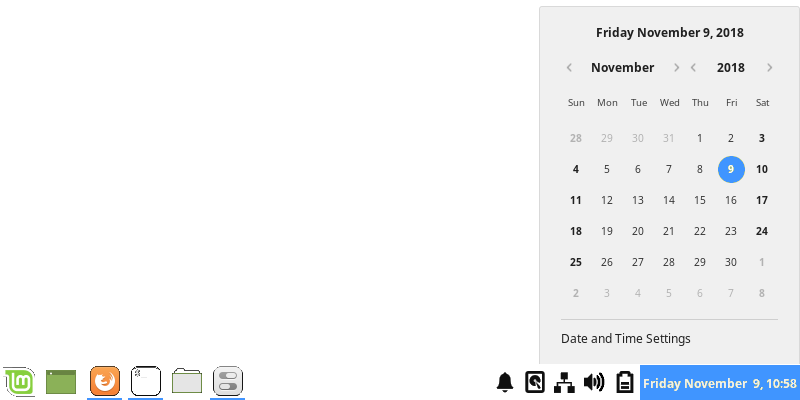 Friday November 9, 2018
November 2018
Sun Mon Tue Wed Thu Fri Sat
28 29 30 31 1 2 3
4 5 6 7 8 9 10
11 12 13 14 15 16 17
18 19 20 21 22 23 24
25 26 27 28 29 30 1
2 3 4 5 6 7 8
Date and Time Settings
Friday November 9, 10:58